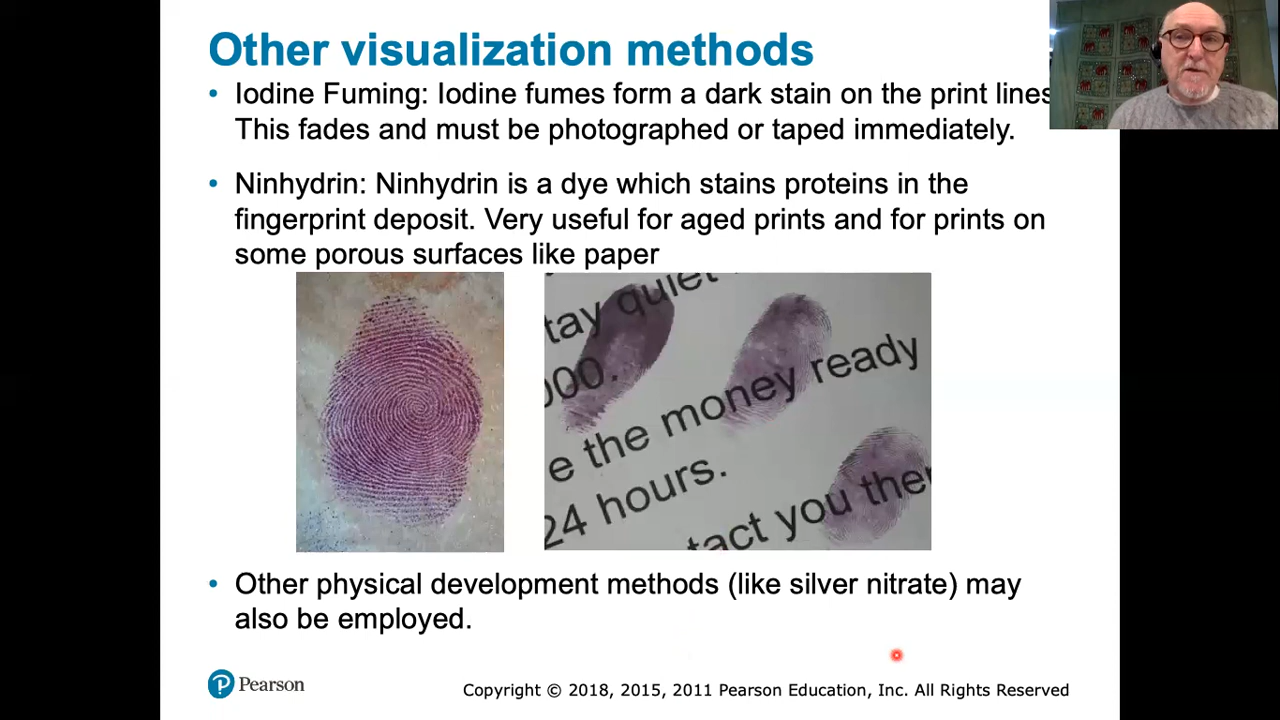 Other visualization methods
• Iodine Fuming: Iodine fumes form a dark stain on the print lines
This fades and must be photographed or taped immediately.
• Ninhydrin: Ninhydrin is a dye which stains proteins in the
fingerprint deposit. Very useful for aged prints and for prints on
some porous surfaces like paper
tay quiet
000.
e the money ready
24 hours.
tact you the
• Other physical development methods (like silver nitrate) may
also be employed.
P Pearson
Copyright © 2018, 2015, 2011 Pearson Education, Inc. All Rights Reserved